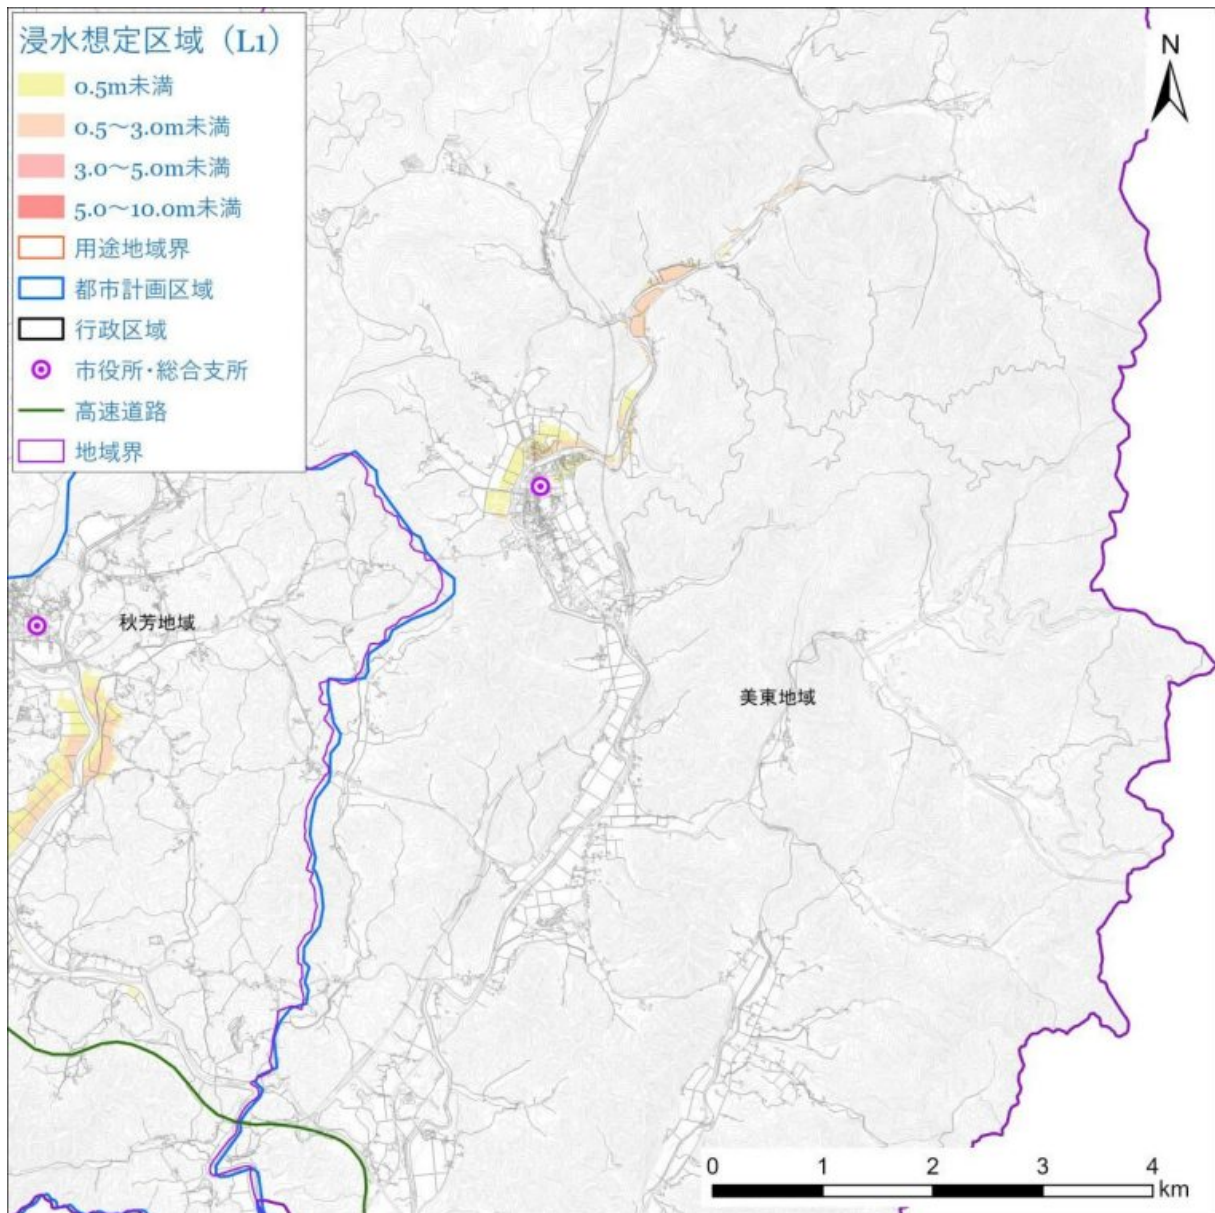 浸水想定区域（L1）
0.5m未満
0.5～3.0m未満
3.0～5.0m未満
5.0～10.0m未満
用途地域界
都市計画区域
行政区域
市役所・総合支所
高速道路
地域界
N
秋芳地域
美東地域
0 1 2 3 4
km